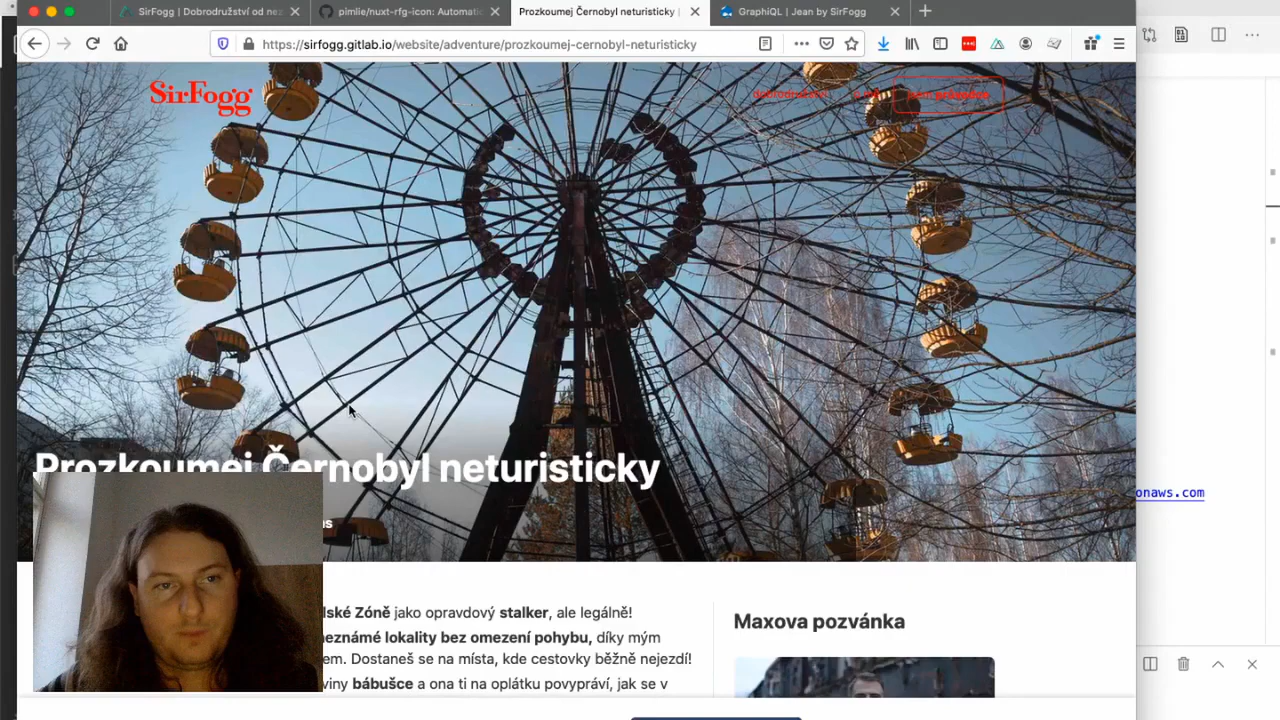 SirFogg | Dobrodružství od nez
pimlie/nuxt-rfg-icon: Automatic
Prozkoumej Černobyl neturisticky |
GraphiQL | Jean by SirFogg
https://sirfogg.gitlab.io/website/adventure/prozkoumej-cernobyl-neturisticky
SirFogg
dobrodružství
Prozkoumej Černobyl neturisticky
onaws.com
lské Zóně jako opravdový stalker, ale legálně!
neznámé lokality bez omezení pohybu, díky mým
em. Dostaneš se na místa, kde cestovky běžně nejezdí!
viny bábušce a ona ti na oplátku povypráví, jak se v
Maxova pozvánka